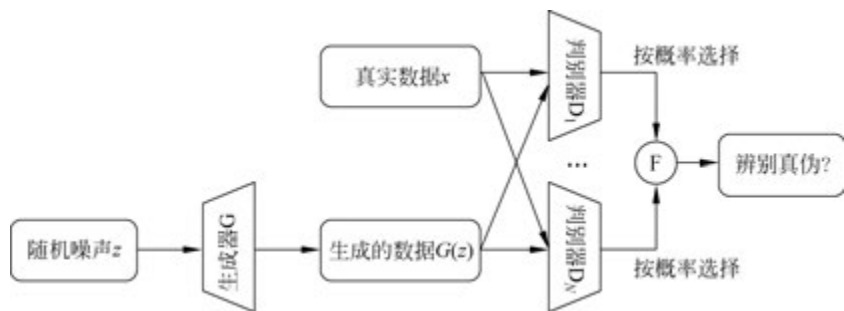 真实数据x
判别器D1
按概率选择
...
F
辨别真伪?
随机噪声z
生成器G
生成的数据G(z)
判别器DN
按概率选择